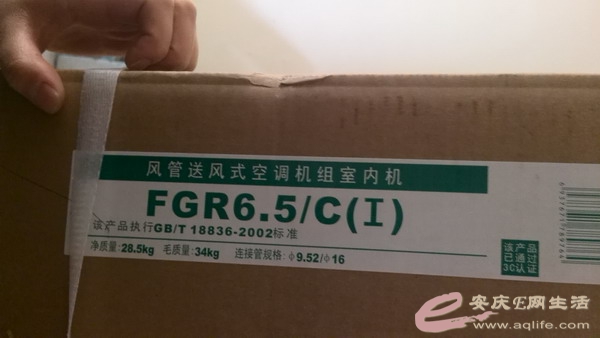 风管送风式空调机组室内机
FGR6.5/C(I)
该产品执行GB/T 18836-2002标准
净质量: 28.5kg 毛质量: 34kg 连接管规格: φ9.52/φ16
该产品
已通过
3C认证
安庆E网生活
www.aqlife.com